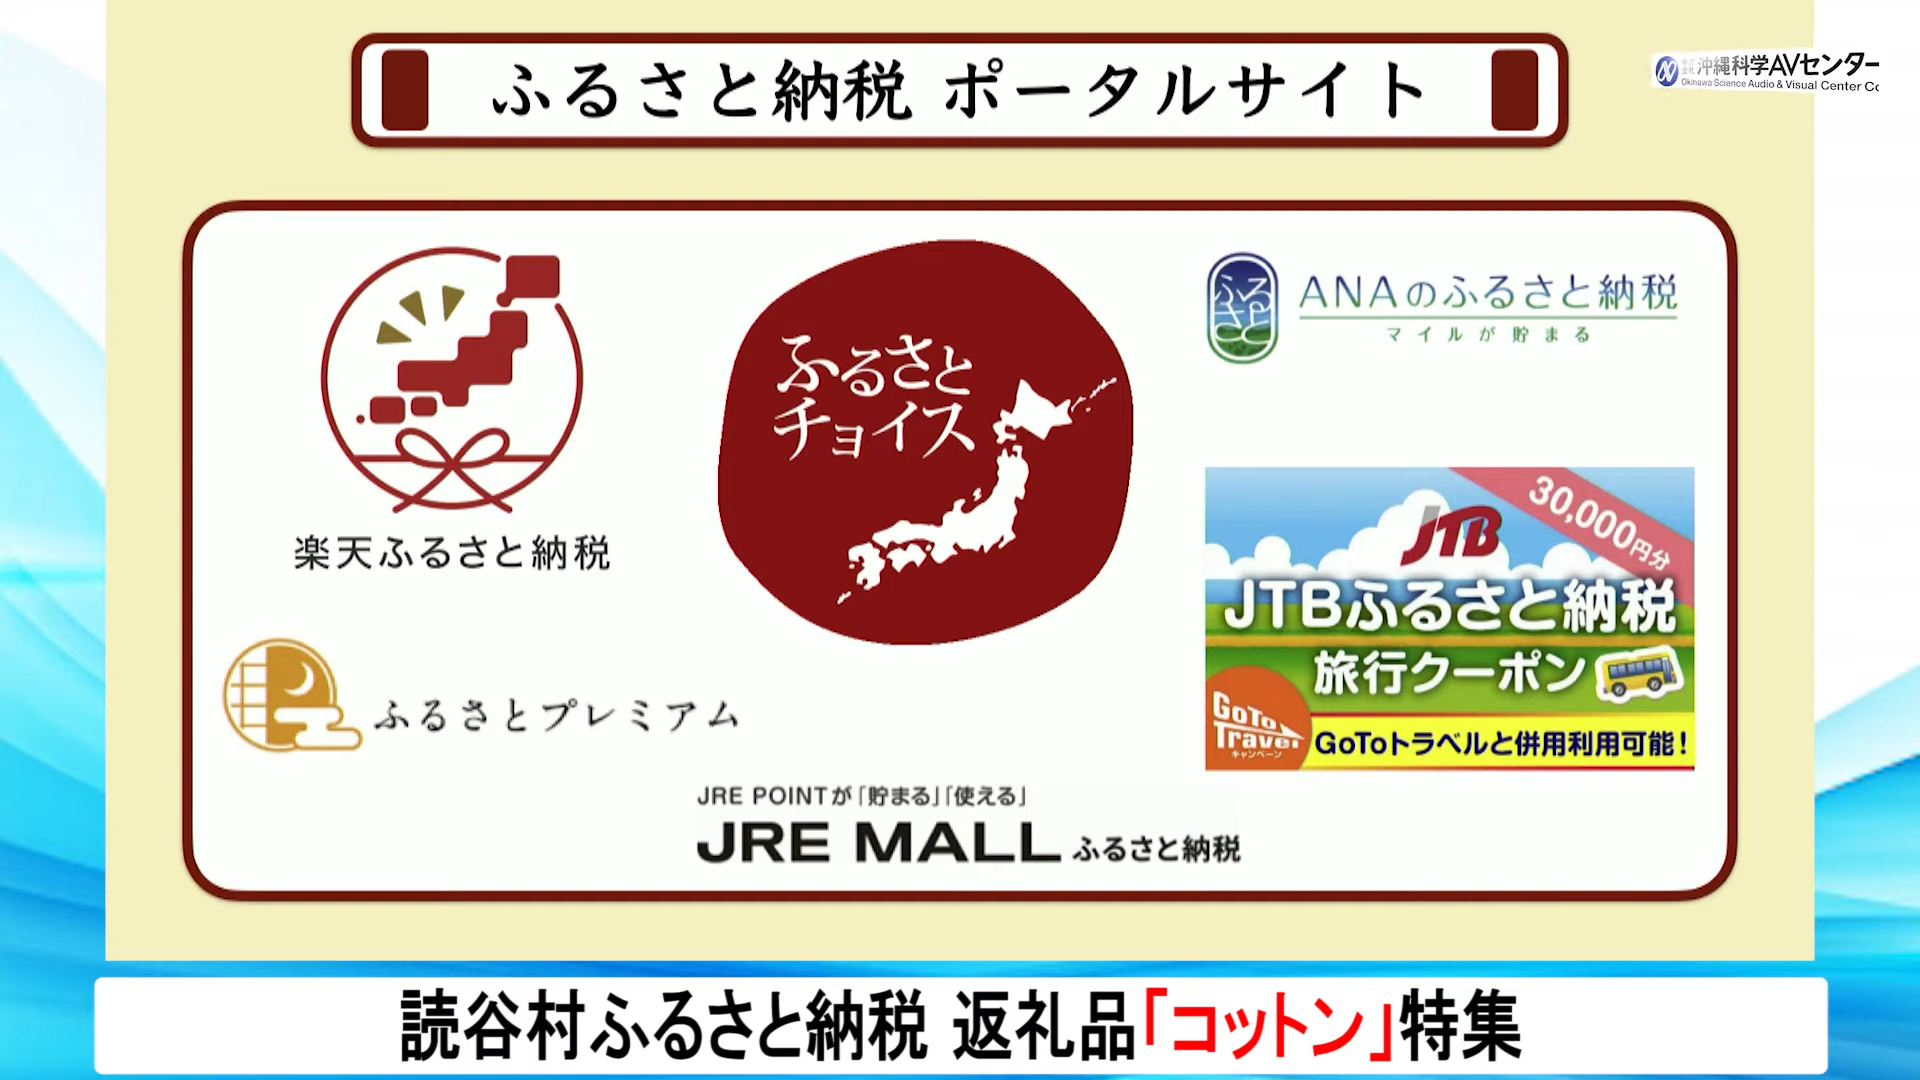 ふるさと納税 ポータルサイト
株式会社 沖縄科学AVセンター
Okinawa Science Audio & Visual Center Co
楽天ふるさと納税
ふるさと
チョイス
ふるさと
ANAのふるさと納税
マイルが貯まる
30,000円分
JTB
JTBふるさと納税
旅行クーポン
GoTo
Travel
キャンペーン
GoToトラベルと併用利用可能!
ふるさとプレミアム
JRE POINTが「貯まる」「使える」
JRE MALL ふるさと納税
読谷村ふるさと納税 返礼品「コットン」特集